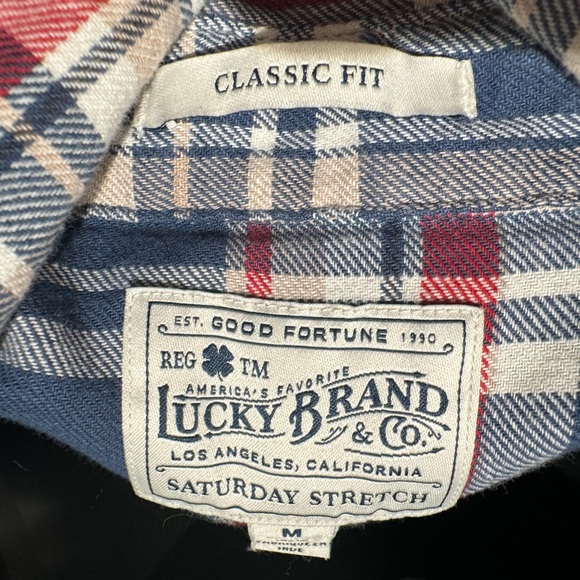 CLASSIC FIT
EST. GOOD FORTUNE 1990
REG TM
AMERICA'S FAVORITE
LUCKY BRAND & CO.
LOS ANGELES, CALIFORNIA
SATURDAY STRETCH
M